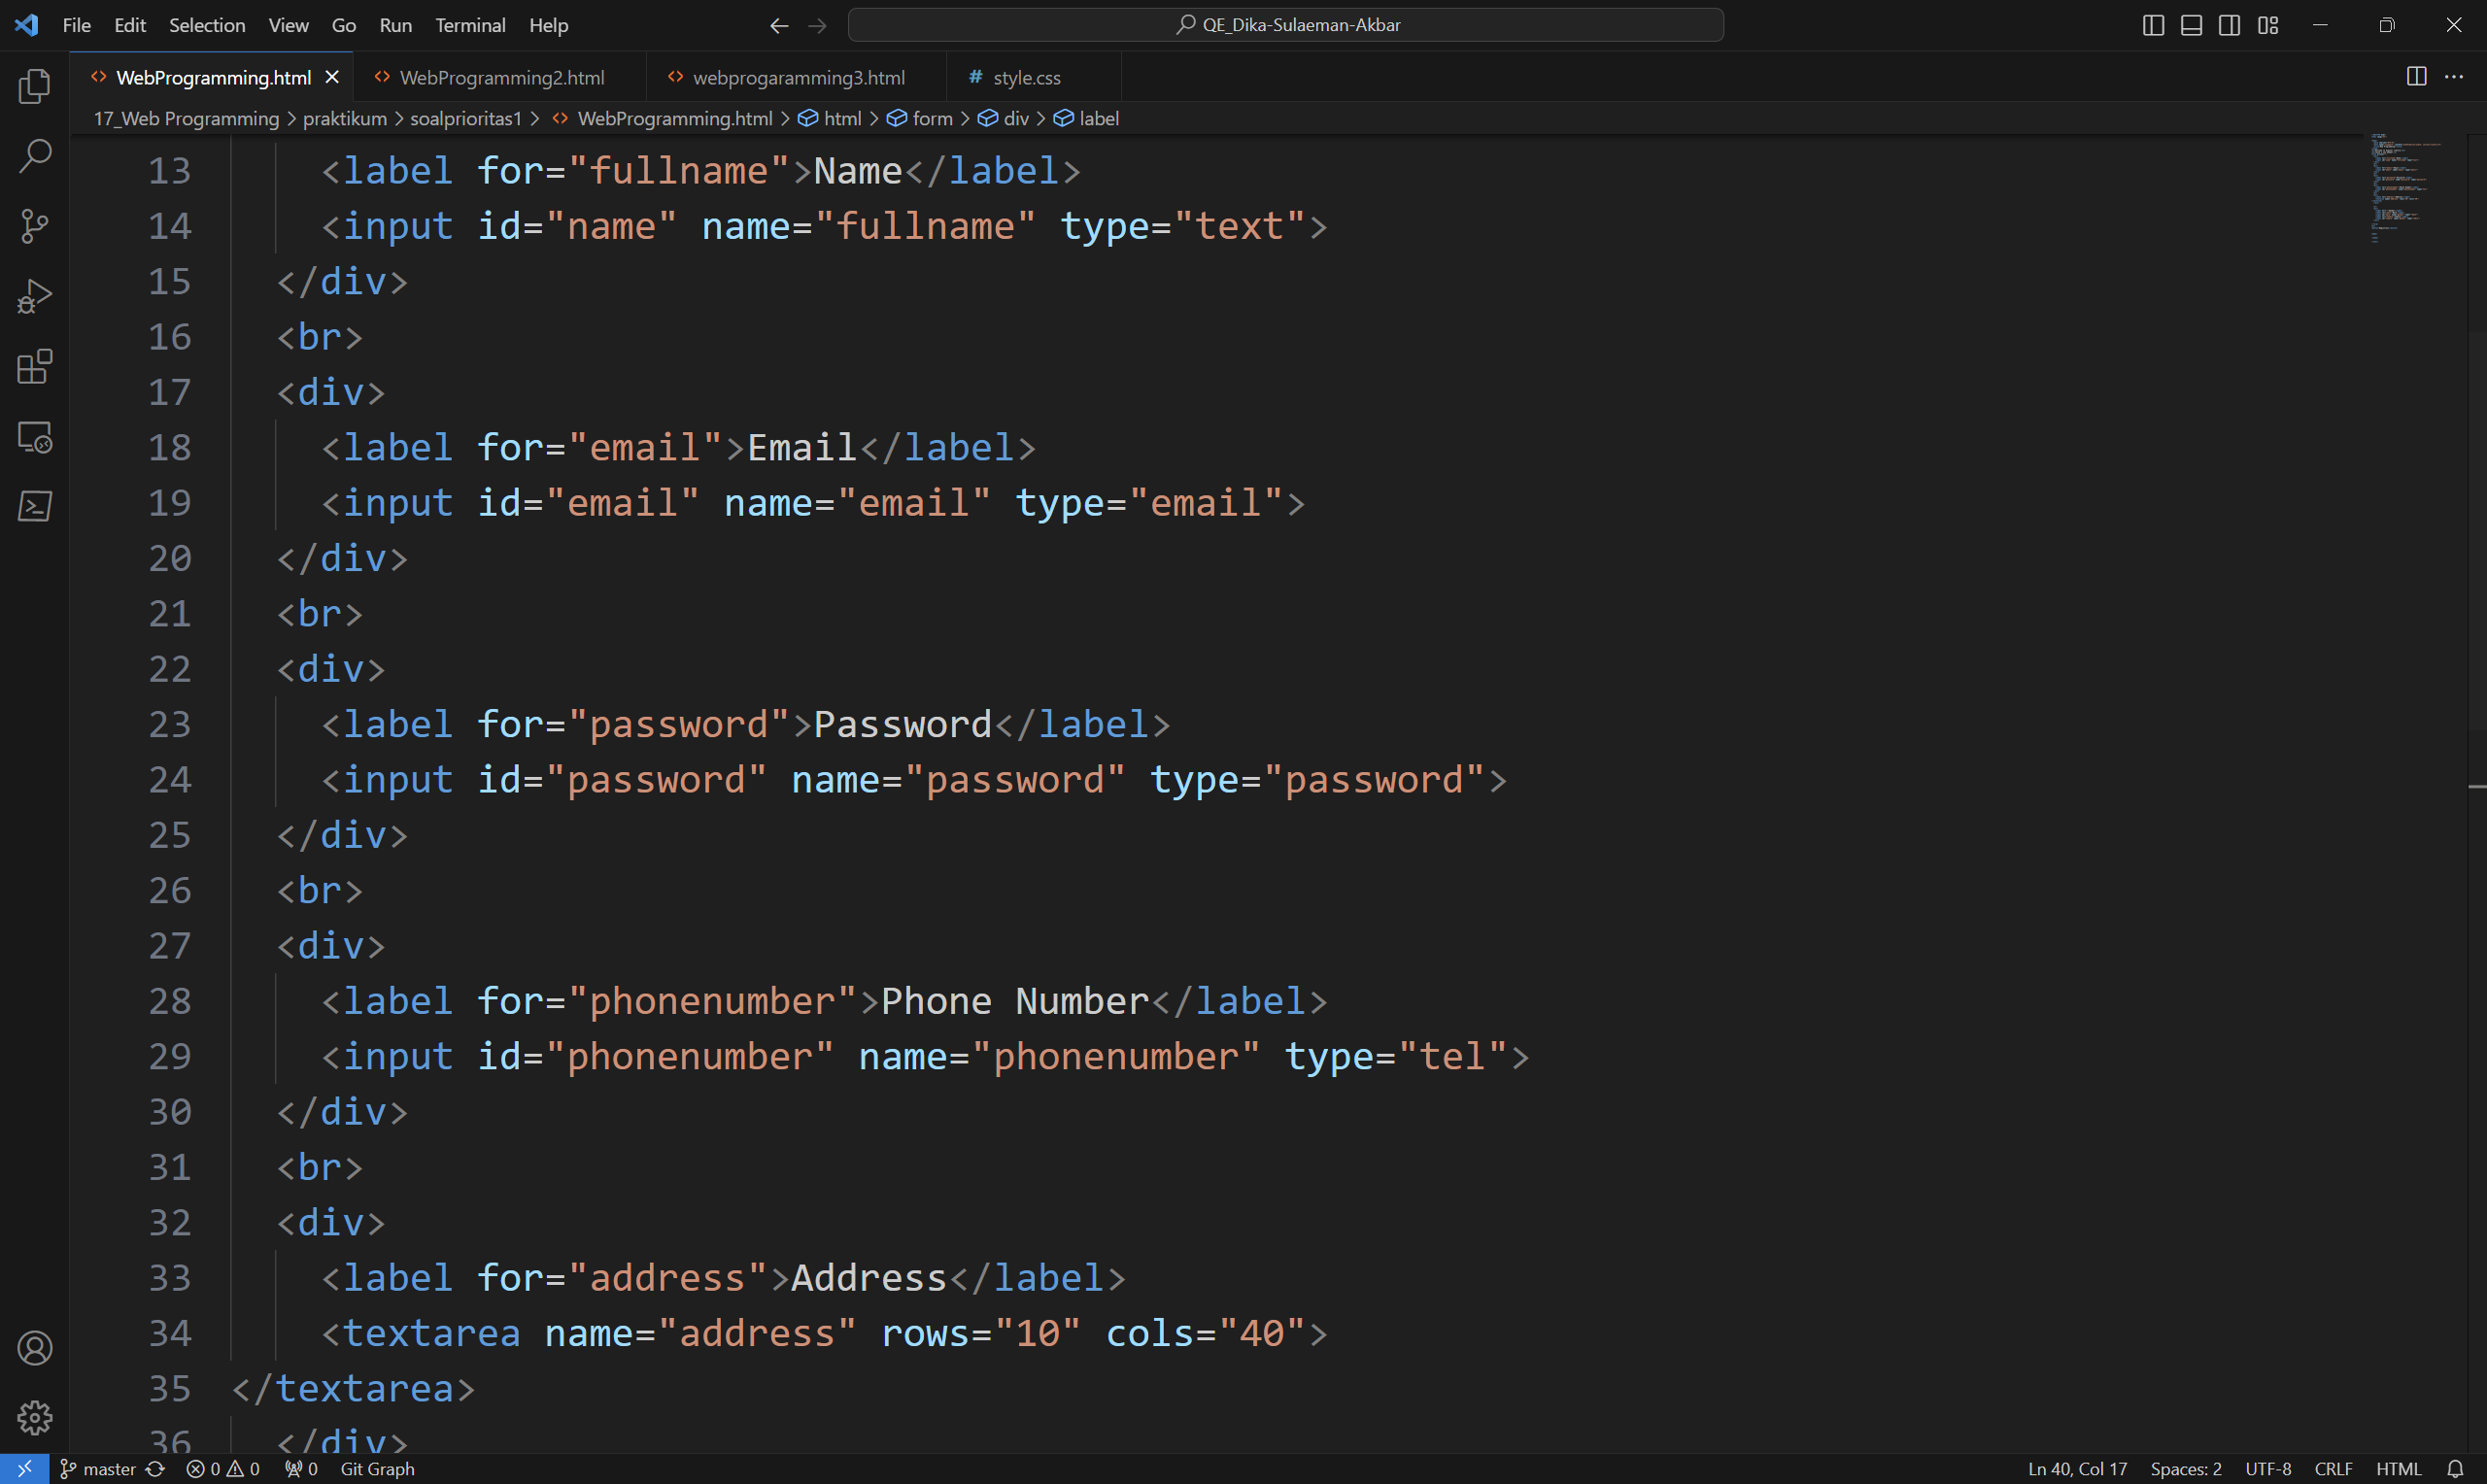 File Edit Selection View Go Run Terminal Help QE_Dika-Sulaeman-Akbar
WebProgramming.html WebProgramming2.html webprogaramming3.html # style.css
17_Web Programming > praktikum > soalprioritas1 > WebProgramming.html > html > form > div > label
13 <label for="fullname">Name</label>
14 <input id="name" name="fullname" type="text">
15 </div>
16 <br>
17 <div>
18 <label for="email">Email</label>
19 <input id="email" name="email" type="email">
20 </div>
21 <br>
22 <div>
23 <label for="password">Password</label>
24 <input id="password" name="password" type="password">
25 </div>
26 <br>
27 <div>
28 <label for="phonenumber">Phone Number</label>
29 <input id="phonenumber" name="phonenumber" type="tel">
30 </div>
31 <br>
32 <div>
33 <label for="address">Address</label>
34 <textarea name="address" rows="10" cols="40">
35 </textarea>
36 </div>
master 0 0 0 Git Graph Ln 40, Col 17 Spaces: 2 UTF-8 CRLF HTML